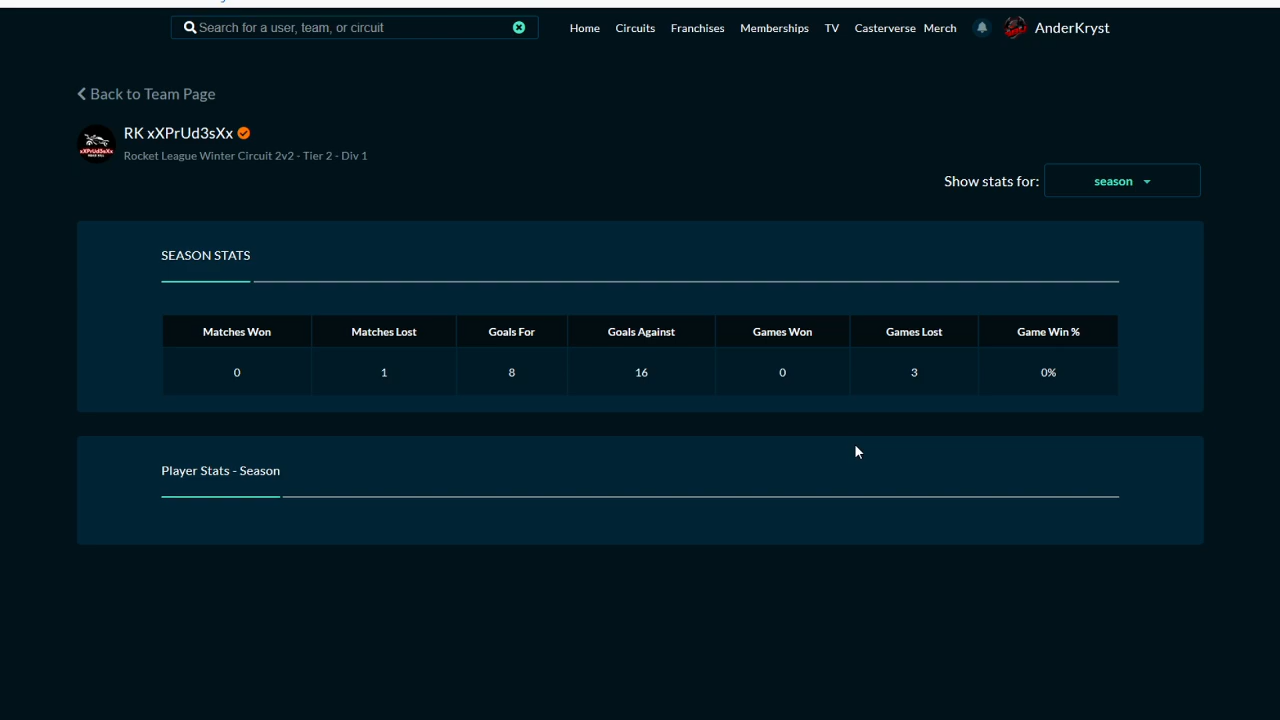 Search for a user, team, or circuit
Home Circuits Franchises Memberships TV Casterverse Merch AnderKryst
Back to Team Page
RK xXPrUd3sXx
Rocket League Winter Circuit 2v2 - Tier 2 - Div 1
Show stats for: season
SEASON STATS
Matches Won Matches Lost Goals For Goals Against Games Won Games Lost Game Win %
0 1 8 16 0 3 0%
Player Stats - Season